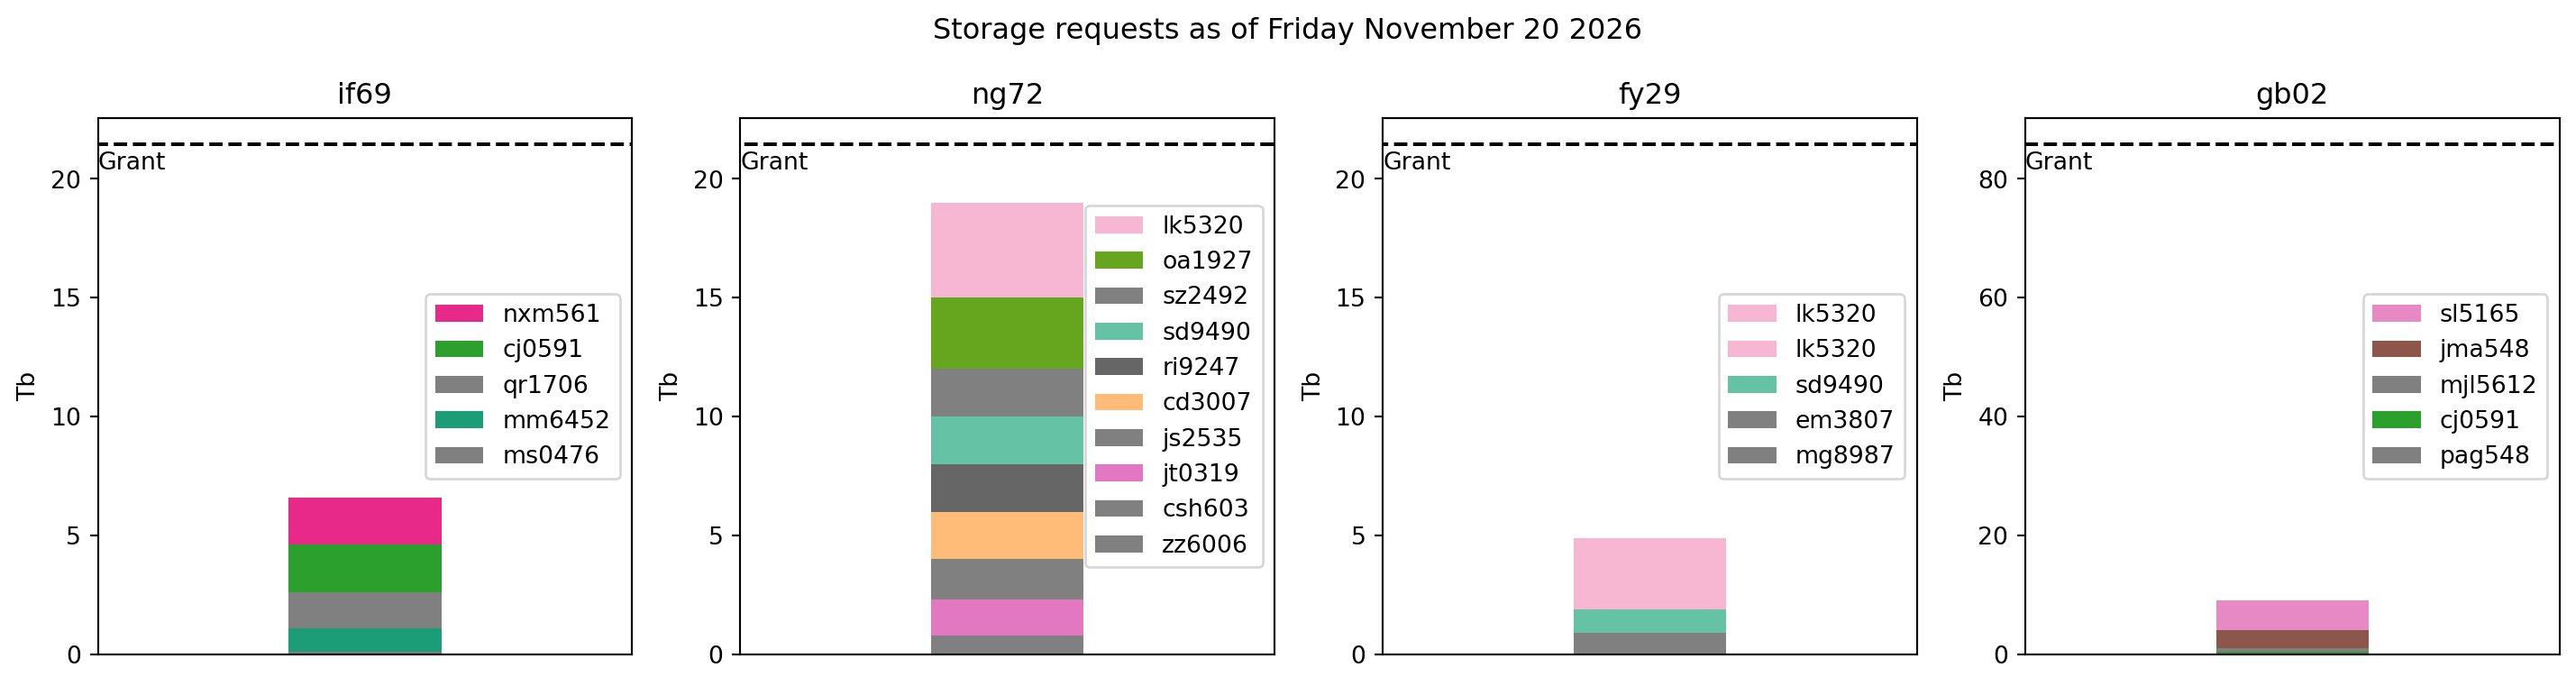 Storage requests as of Friday November 20 2026
if69
Grant
Tb
20
15
10
5
0
nxm561
cj0591
qr1706
mm6452
ms0476
ng72
Grant
Tb
20
15
10
5
0
lk5320
oa1927
sz2492
sd9490
ri9247
cd3007
js2535
jt0319
csh603
zz6006
fy29
Grant
Tb
20
15
10
5
0
lk5320
lk5320
sd9490
em3807
mg8987
gb02
Grant
Tb
80
60
40
20
0
sl5165
jma548
mjl5612
cj0591
pag548